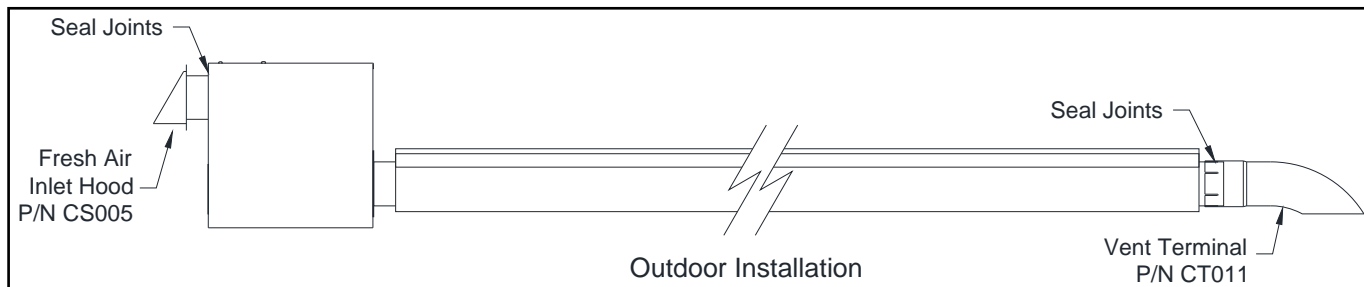 Seal Joints
Fresh Air
Inlet Hood
P/N CS005
Seal Joints
Vent Terminal
P/N CT011
Outdoor Installation